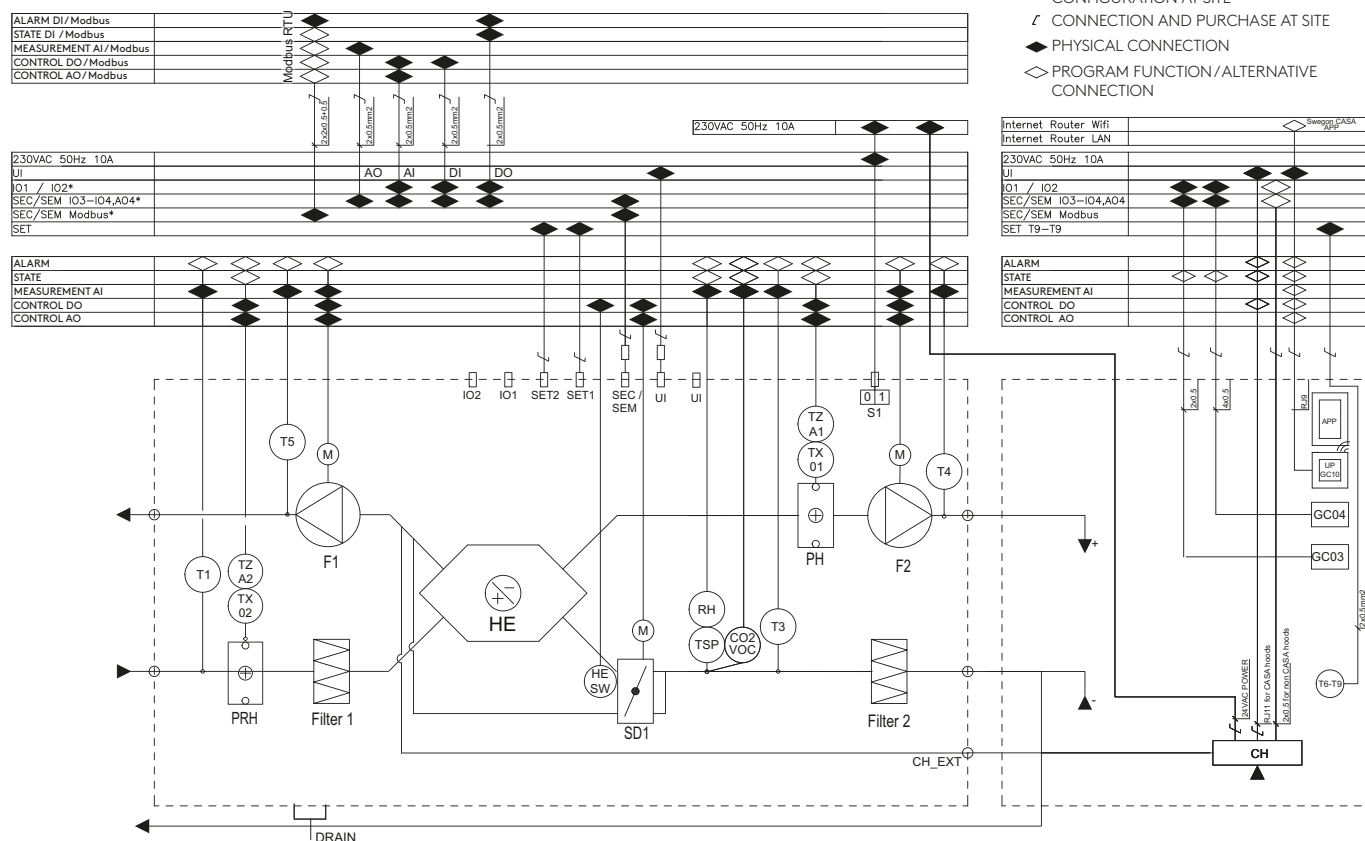 CONFIGURATION AT SITE
CONNECTION AND PURCHASE AT SITE
PHYSICAL CONNECTION
PROGRAM FUNCTION/ALTERNATIVE
CONNECTION
ALARM DI/Modbus
STATE DI /Modbus
MEASUREMENT AI/Modbus
CONTROL DO/Modbus
CONTROL AO/Modbus
Modbus RTU
2x2x0.5+0.5
2x0.5mm2
2x0.5mm2
2x0.5mm2
2x0.5mm2
230VAC 50Hz 10A
Internet Router Wifi
Internet Router LAN
Swegon CASA
APP
230VAC 50Hz 10A
UI
IO1 / IO2*
SEC/SEM IO3-IO4,AO4*
SEC/SEM Modbus*
SET
AO AI DI DO
230VAC 50Hz 10A
UI
IO1 / IO2
SEC/SEM IO3-IO4,AO4
SEC/SEM Modbus
SET T9-T9
ALARM
STATE
MEASUREMENT AI
CONTROL DO
CONTROL AO
ALARM
STATE
MEASUREMENT AI
CONTROL DO
CONTROL AO
IO2 IO1 SET2 SET1 SEC / SEM UI UI
0 1
S1
2x0.5
4x0.5
RJ9
APP
UP
GC10
GC04
GC03
12x0.5mm2
T6-T9
T5
M
F1
T1
TZ
A2
TX
02
PRH
Filter 1
HE
HE
SW
M
SD1
RH
TSP
CO2
VOC
T3
TZ
A1
TX
01
PH
M
F2
T4
+
Filter 2
-
24VAC POWER
RJ11 for CASA hoods
2x0.5 for non CASA hoods
CH
CH_EXT
DRAIN